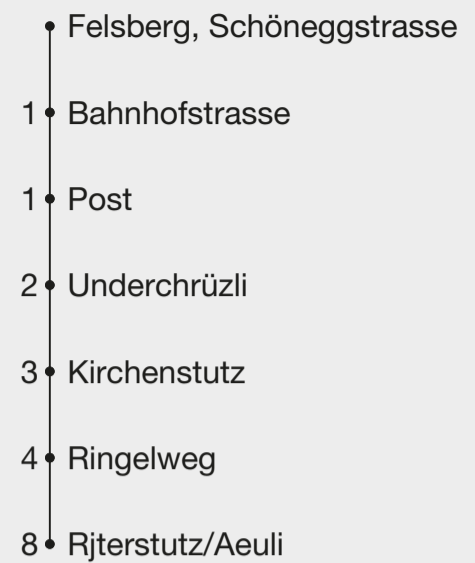 Felsberg, Schöneggstrasse
1 Bahnhofstrasse
1 Post
2 Underchrüzli
3 Kirchenstutz
4 Ringelweg
8 Rjterstutz/Aeuli